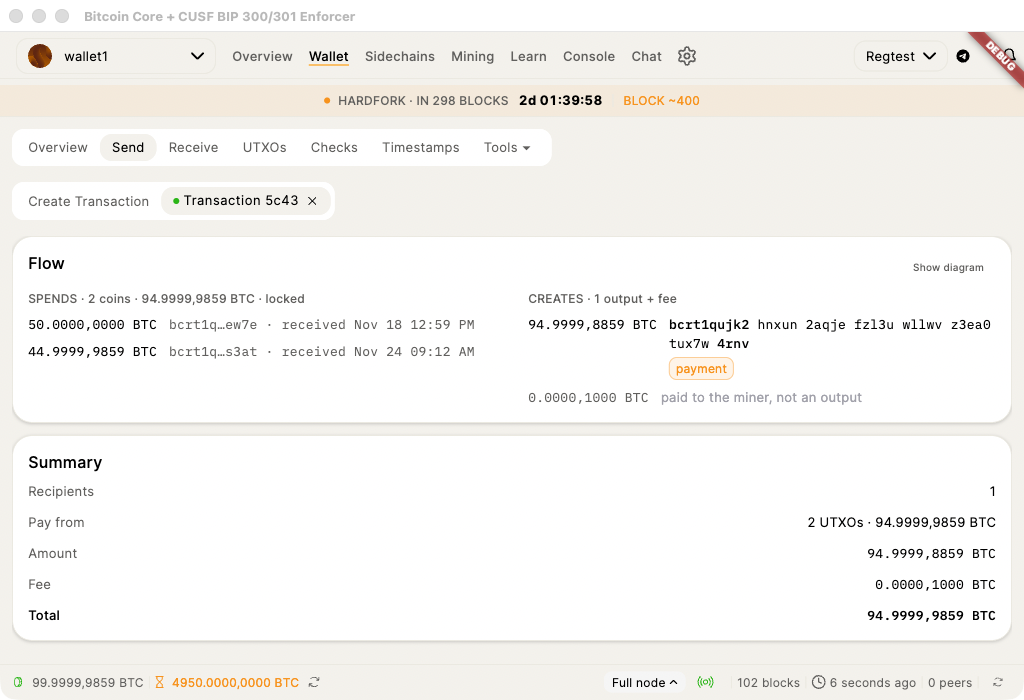 Bitcoin Core + CUSF BIP 300/301 Enforcer
wallet1
Overview Wallet Sidechains Mining Learn Console Chat
Regtest
DEBUG
HARDFORK · IN 298 BLOCKS 2d 01:39:58 BLOCK ~400
Overview Send Receive UTXOs Checks Timestamps Tools
Create Transaction Transaction 5c43 ×
Flow
Show diagram
SPENDS · 2 coins · 94.9999,9859 BTC · locked
50.0000,0000 BTC bcrt1q…ew7e · received Nov 18 12:59 PM
44.9999,9859 BTC bcrt1q…s3at · received Nov 24 09:12 AM
CREATES · 1 output + fee
94.9999,8859 BTC bcrt1qujk2 hnxun 2aqje fzl3u wllwv z3ea0
tux7w 4rnv
payment
0.0000,1000 BTC paid to the miner, not an output
Summary
Recipients 1
Pay from 2 UTXOs · 94.9999,9859 BTC
Amount 94.9999,8859 BTC
Fee 0.0000,1000 BTC
Total 94.9999,9859 BTC
99.9999,9859 BTC 4950.0000,0000 BTC
Full node 102 blocks 6 seconds ago 0 peers